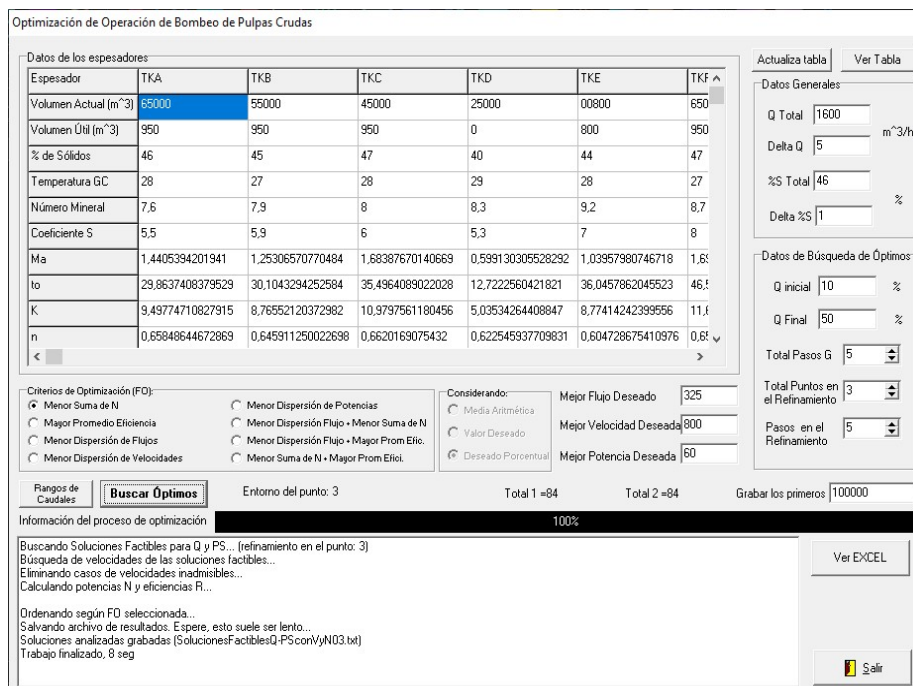 Optimización de Operación de Bombeo de Pulpas Crudas
Datos de los espesadores
Espesador TKA TKB TKC TKD TKE
Volumen Actual (m^3) 65000 55000 45000 25000 00800 650
Volumen Útil (m^3) 950 950 950 0 800 950
% de Sólidos 46 45 47 40 44 47
Temperatura GC 28 27 28 29 28 27
Número Mineral 7,6 7,9 8 8,3 9,2 8,7
Coeficiente S 5,5 5,9 6 5,3 7 8
Ma 1,4405394201941 1,25306570770484 1,68387670140669 0,599130305528292 1,03957980746718
to 29,8637408379529 30,1043294252584 35,4964089022028 12,7222560421821 36,0457862045523
K 9,49774710827915 8,76552120372982 10,9797561180456 5,03534264408847 8,77414242399556
n 0,65848644672869 0,645911250022698 0,6620169075432 0,622545937709831 0,604728675410976
Actualiza tabla Ver Tabla
Datos Generales
Q Total 1600
m^3/h
Delta Q 5
%S Total 46
%
Delta %S 1
Datos de Búsqueda de Óptimos
Q inicial 10 %
Q Final 50 %
Total Pasos G 5
Total Puntos en
el Refinamiento 3
Pasos en el
Refinamiento 5
Criterios de Optimización (FO):
Menor Suma de N
Mayor Promedio Eficiencia
Menor Dispersión de Flujos
Menor Dispersión de Velocidades
Menor Dispersión de Potencias
Menor Dispersión Flujo + Menor Suma de N
Menor Dispersión Flujo + Mayor Prom Efic.
Menor Suma de N + Mayor Prom Efici.
Considerando:
Media Aritmética
Valor Deseado
Deseado Porcentual
Mejor Flujo Deseado 325
Mejor Velocidad Deseada 800
Mejor Potencia Deseada 60
Rangos de
Caudales
Buscar Óptimos
Entorno del punto: 3
Total 1 =84
Total 2 =84
Grabar los primeros 100000
Información del proceso de optimización 100%
Buscando Soluciones Factibles para Q y PS... (refinamiento en el punto: 3)
Búsqueda de velocidades de las soluciones factibles...
Eliminando casos de velocidades inadmisibles...
Calculando potencias N y eficiencias R...
Ordenando según FO seleccionada...
Salvando archivo de resultados. Espere, esto suele ser lento...
Soluciones analizadas grabadas (SolucionesFactiblesQ-PSconVyN03.txt)
Trabajo finalizado, 8 seg
Ver EXCEL
Salir